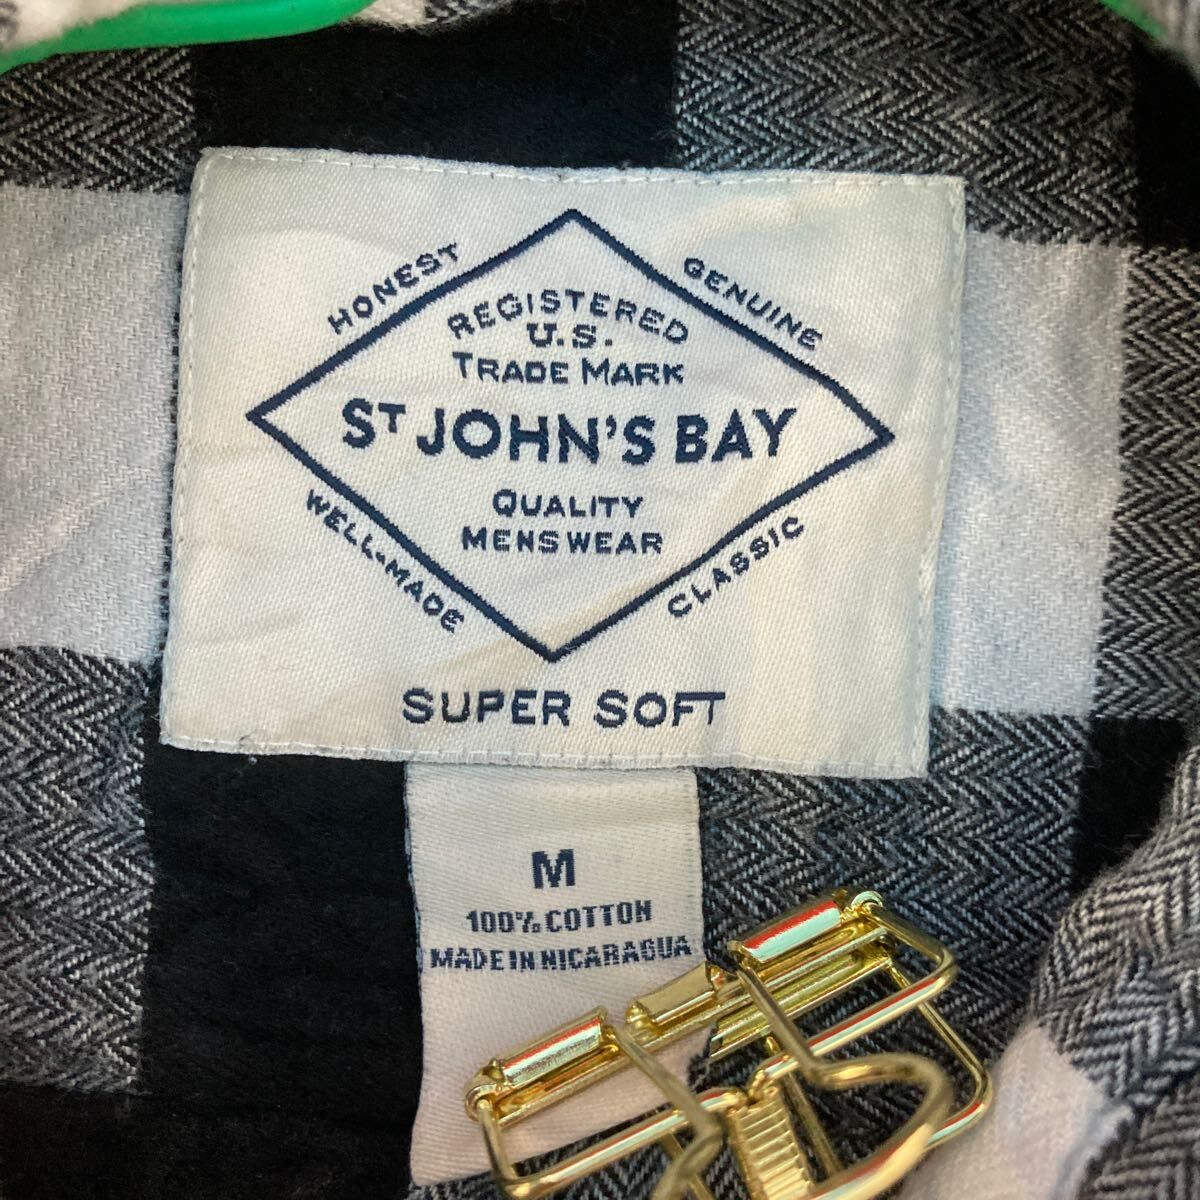 HONEST
GENUINE
REGISTERED
U.S.
TRADE MARK
ST JOHN'S BAY
QUALITY
MENSWEAR
WELL-MADE
CLASSIC
SUPER SOFT
M
100% COTTON
MADE IN NICARAGUA